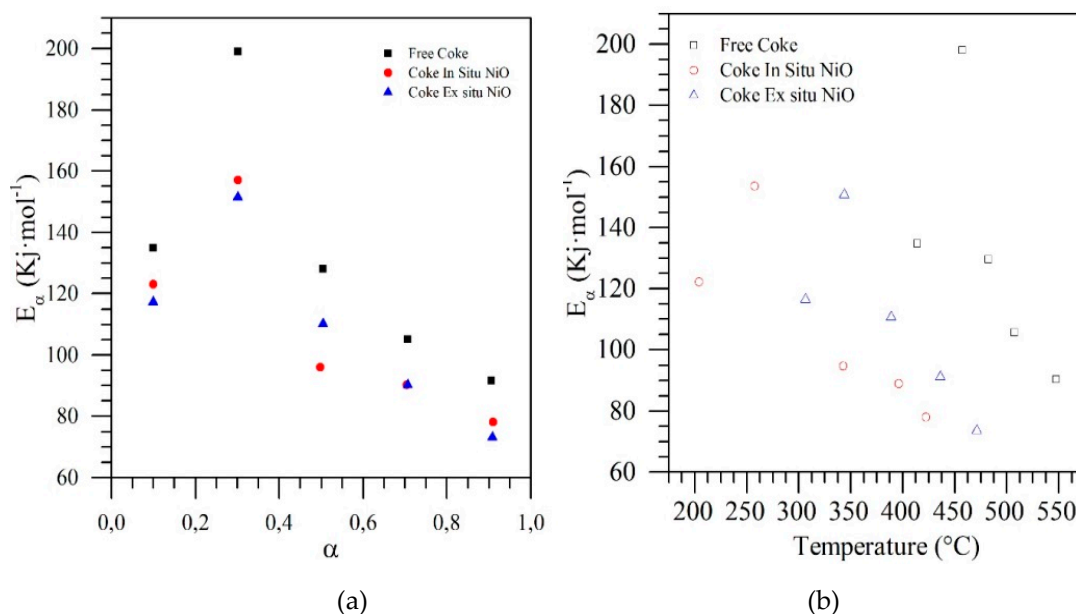 200
180
160
140
120
100
80
60
Eα (Kj·mol⁻¹)
Free Coke
Coke In Situ NiO
Coke Ex situ NiO
0,0 0,2 0,4 0,6 0,8 1,0
α
(a)
200
180
160
140
120
100
80
60
Eα (Kj·mol⁻¹)
Free Coke
Coke In Situ NiO
Coke Ex situ NiO
200 250 300 350 400 450 500 550
Temperature (°C)
(b)